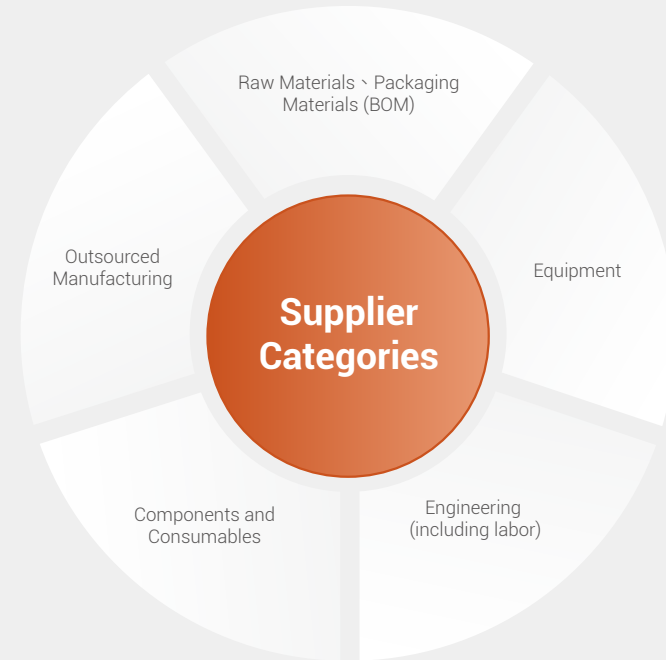 Raw Materials、Packaging
Materials (BOM)
Equipment
Engineering
(including labor)
Components and
Consumables
Outsourced
Manufacturing
Supplier
Categories